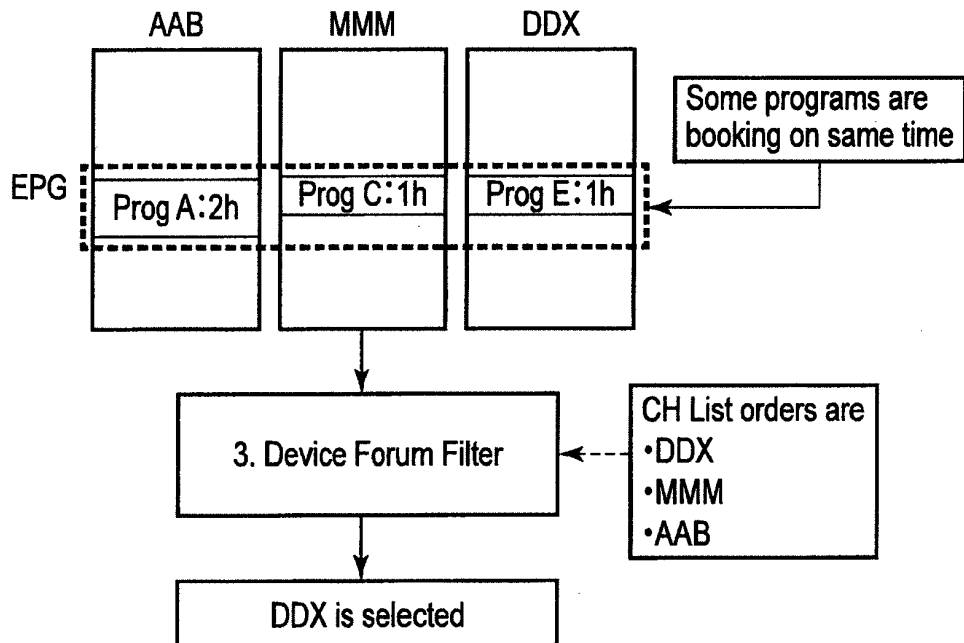 AAB MMM DDX
Some programs are
booking on same time
EPG
Prog A:2h Prog C:1h Prog E:1h
3. Device Forum Filter
CH List orders are
•DDX
•MMM
•AAB
DDX is selected